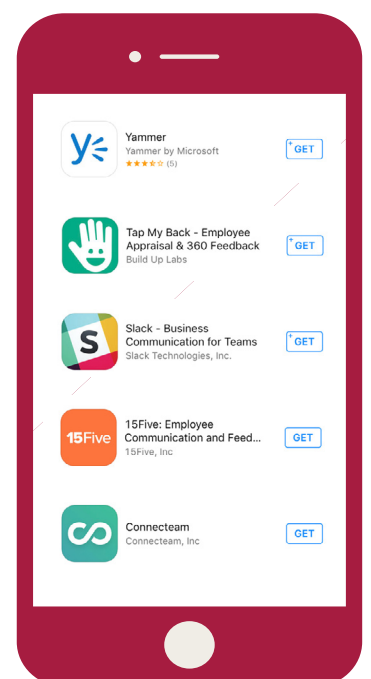 Yammer
Yammer by Microsoft
(5)
+GET
Tap My Back - Employee
Appraisal & 360 Feedback
Build Up Labs
+GET
S
Slack - Business
Communication for Teams
Slack Technologies, Inc.
+GET
15Five
15Five: Employee
Communication and Feed...
15Five, Inc
GET
Connecteam
Connecteam, Inc
GET